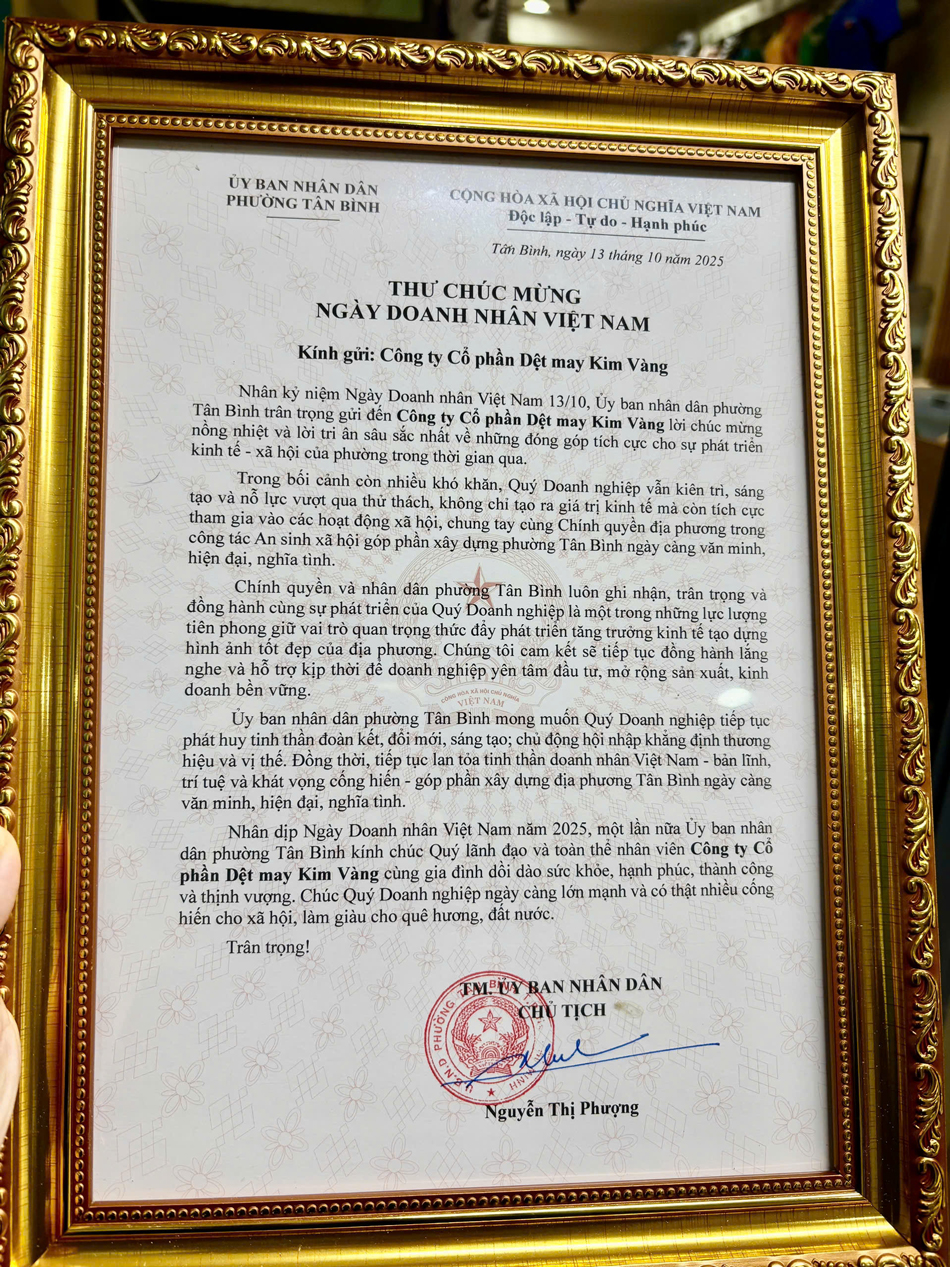 ỦY BAN NHÂN DÂN
PHƯỜNG TÂN BÌNH
CỘNG HÒA XÃ HỘI CHỦ NGHĨA VIỆT NAM
Độc lập - Tự do - Hạnh phúc
Tân Bình, ngày 13 tháng 10 năm 2025
THƯ CHÚC MỪNG
NGÀY DOANH NHÂN VIỆT NAM
Kính gửi: Công ty Cổ phần Dệt may Kim Vàng
Nhân kỷ niệm Ngày Doanh nhân Việt Nam 13/10, Ủy ban nhân dân phường
Tân Bình trân trọng gửi đến Công ty Cổ phần Dệt may Kim Vàng lời chúc mừng
nồng nhiệt và lời tri ân sâu sắc nhất về những đóng góp tích cực cho sự phát triển
kinh tế - xã hội của phường trong thời gian qua.
Trong bối cảnh còn nhiều khó khăn, Quý Doanh nghiệp vẫn kiên trì, sáng
tạo và nỗ lực vượt qua thử thách, không chỉ tạo ra giá trị kinh tế mà còn tích cực
tham gia vào các hoạt động xã hội, chung tay cùng Chính quyền địa phương trong
công tác An sinh xã hội góp phần xây dựng phường Tân Bình ngày càng văn minh,
hiện đại, nghĩa tình.
Chính quyền và nhân dân phường Tân Bình luôn ghi nhận, trân trọng và
đồng hành cùng sự phát triển của Quý Doanh nghiệp là một trong những lực lượng
tiên phong giữ vai trò quan trọng thức đẩy phát triển tăng trưởng kinh tế tạo dựng
hình ảnh tốt đẹp của địa phương. Chúng tôi cam kết sẽ tiếp tục đồng hành lắng
nghe và hỗ trợ kịp thời để doanh nghiệp yên tâm đầu tư, mở rộng sản xuất, kinh
doanh bền vững.
CỘNG HÒA XÃ HỘI CHỦ NGHĨA
VIỆT NAM
Ủy ban nhân dân phường Tân Bình mong muốn Quý Doanh nghiệp tiếp tục
phát huy tinh thần đoàn kết, đổi mới, sáng tạo; chủ động hội nhập khẳng định thương
hiệu và vị thế. Đồng thời, tiếp tục lan tỏa tinh thần doanh nhân Việt Nam - bản lĩnh,
trí tuệ và khát vọng cống hiến - góp phần xây dựng địa phương Tân Bình ngày càng
văn minh, hiện đại, nghĩa tình.
Nhân dịp Ngày Doanh nhân Việt Nam năm 2025, một lần nữa Ủy ban nhân
dân phường Tân Bình kính chúc Quý lãnh đạo và toàn thể nhân viên Công ty Cổ
phần Dệt may Kim Vàng cùng gia đình dồi dào sức khỏe, hạnh phúc, thành công
và thịnh vượng. Chúc Quý Doanh nghiệp ngày càng lớn mạnh và có thật nhiều cống
hiến cho xã hội, làm giàu cho quê hương, đất nước.
Trân trọng!
TM. ỦY BAN NHÂN DÂN
CHỦ TỊCH
U.B.N.D PHƯỜNG TÂN BÌNH
Nguyễn Thị Phượng